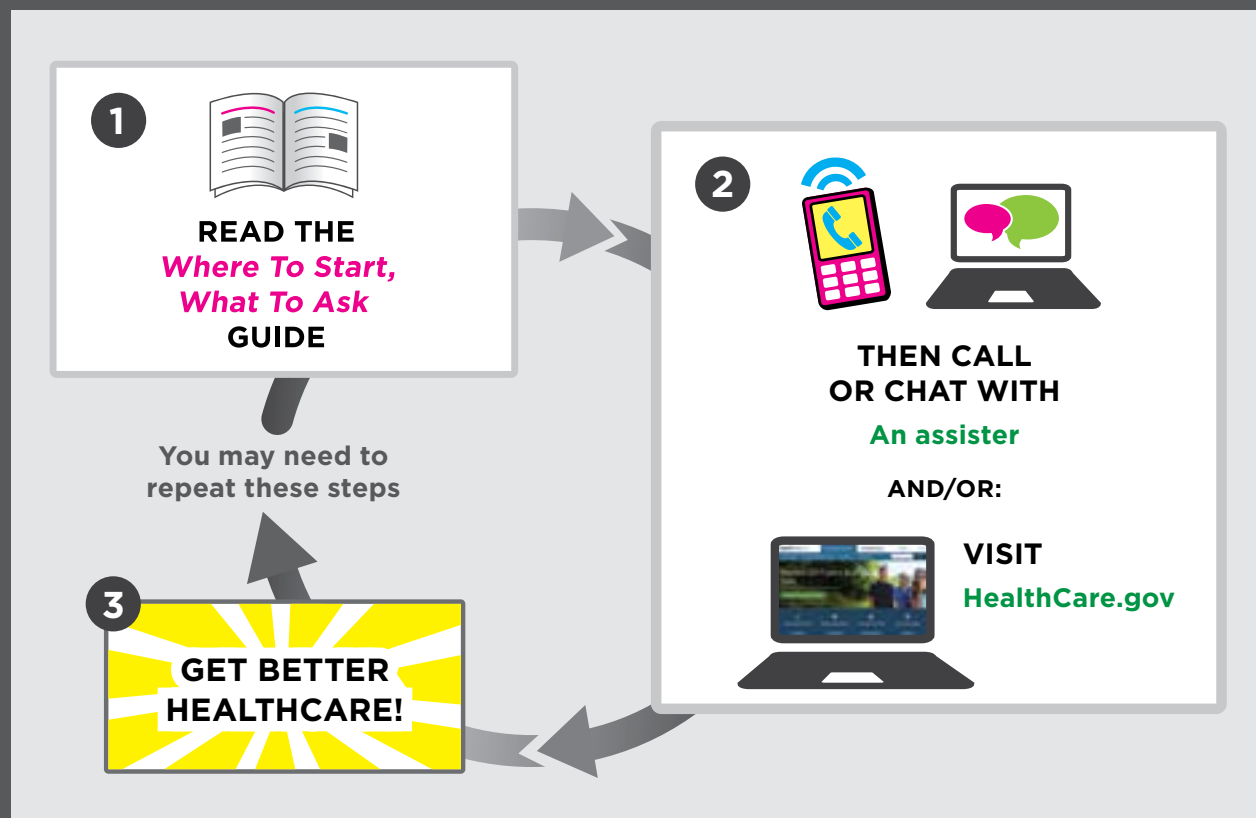 1
READ THE
Where To Start,
What To Ask
GUIDE
2
THEN CALL
OR CHAT WITH
An assister
AND/OR:
VISIT
HealthCare.gov
3
GET BETTER
HEALTHCARE!
You may need to
repeat these steps